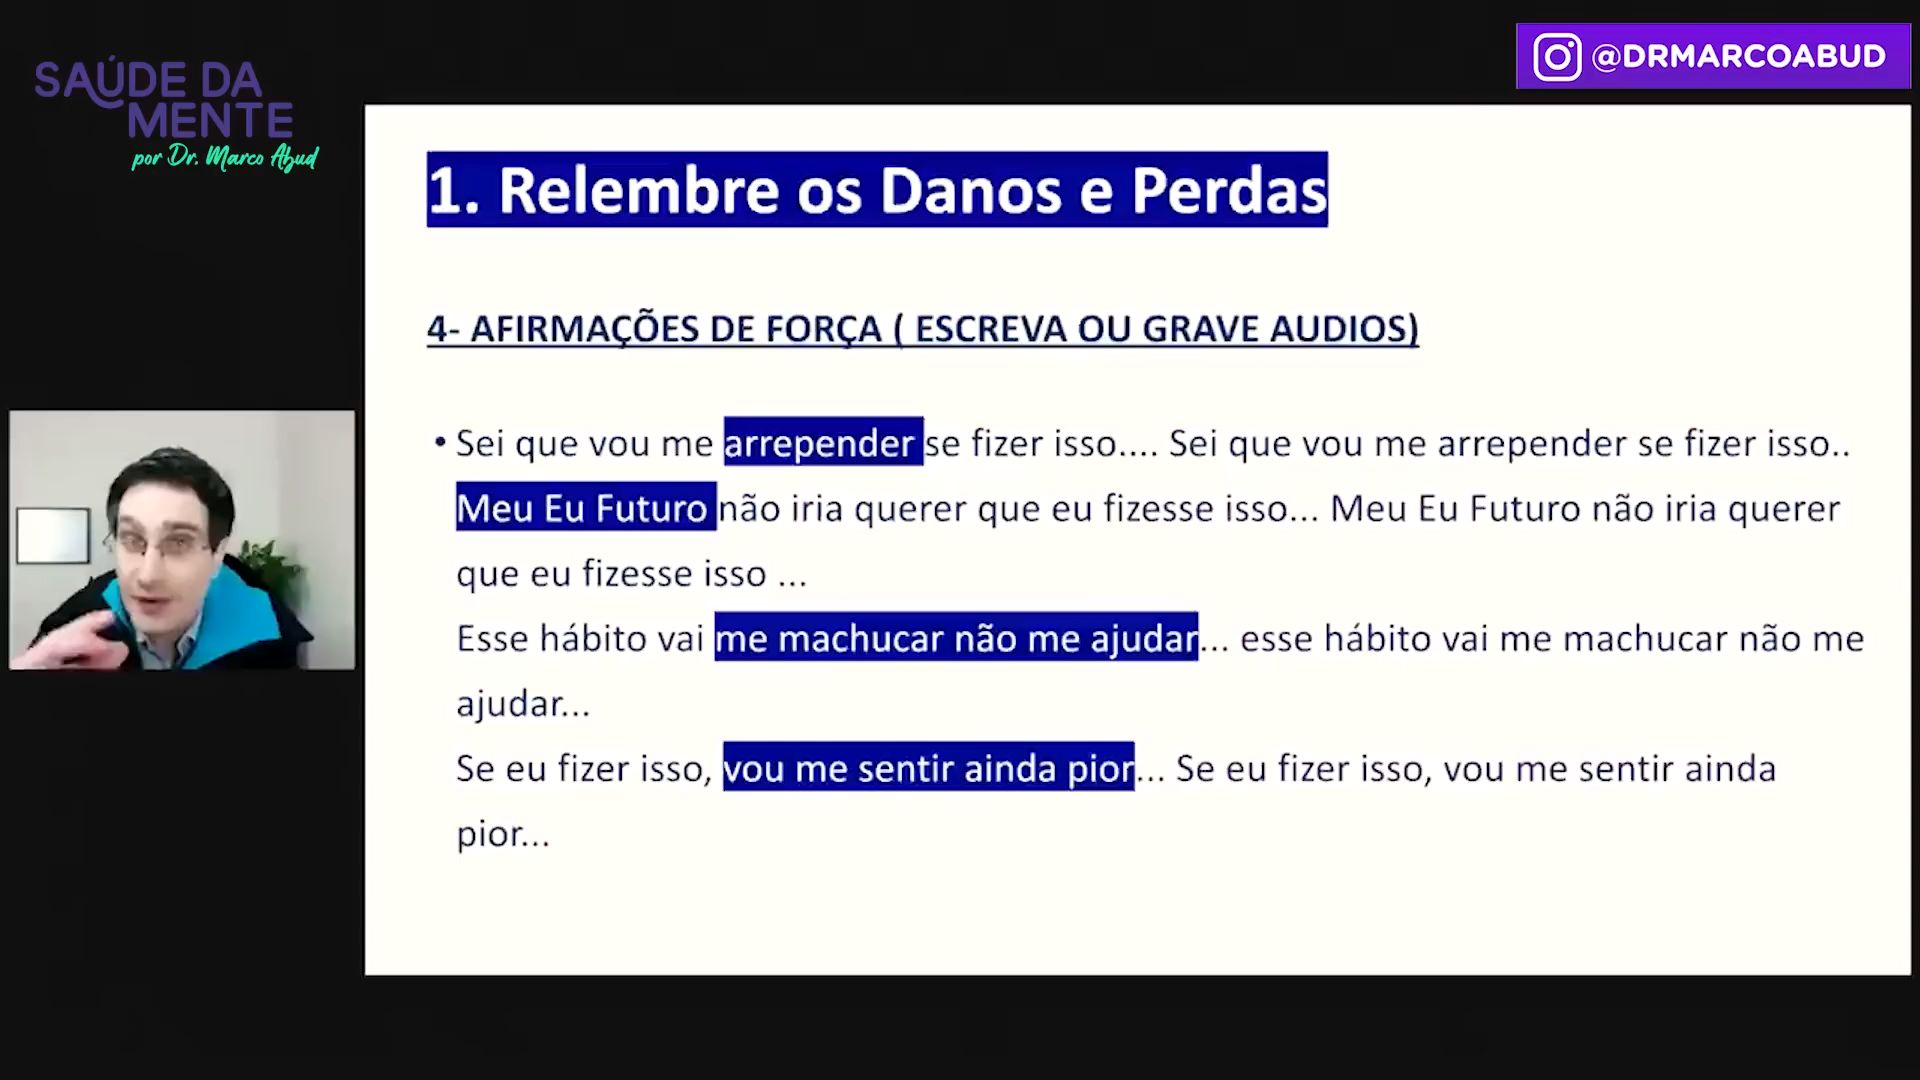 SAÚDE DA
MENTE
por Dr. Marco Abud
@DRMARCOABUD
1. Relembre os Danos e Perdas
4- AFIRMAÇÕES DE FORÇA ( ESCREVA OU GRAVE AUDIOS)
• Sei que vou me arrepender se fizer isso.... Sei que vou me arrepender se fizer isso..
Meu Eu Futuro não iria querer que eu fizesse isso... Meu Eu Futuro não iria querer
que eu fizesse isso ...
Esse hábito vai me machucar não me ajudar... esse hábito vai me machucar não me
ajudar...
Se eu fizer isso, vou me sentir ainda pior... Se eu fizer isso, vou me sentir ainda
pior...